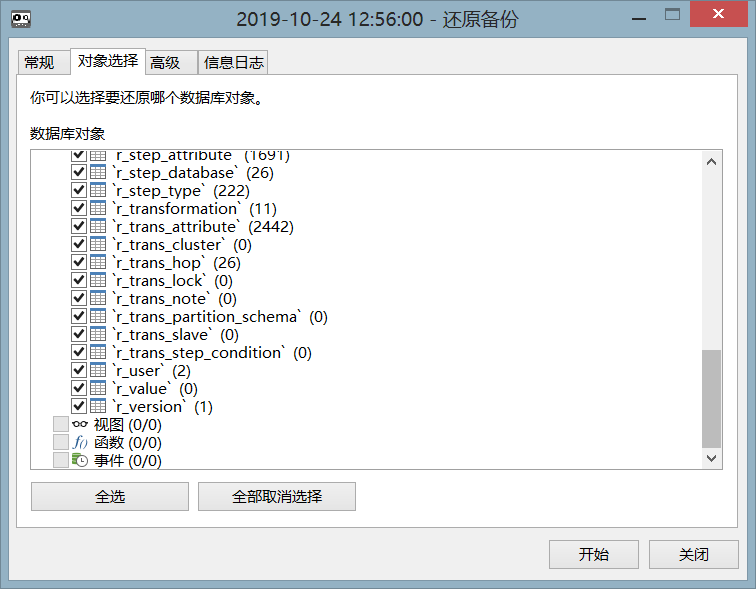 2019-10-24 12:56:00 - 还原备份
常规 对象选择 高级 信息日志
你可以选择要还原哪个数据库对象。
数据库对象
`r_step_attribute` (1691)
`r_step_database` (26)
`r_step_type` (222)
`r_transformation` (11)
`r_trans_attribute` (2442)
`r_trans_cluster` (0)
`r_trans_hop` (26)
`r_trans_lock` (0)
`r_trans_note` (0)
`r_trans_partition_schema` (0)
`r_trans_slave` (0)
`r_trans_step_condition` (0)
`r_user` (2)
`r_value` (0)
`r_version` (1)
视图 (0/0)
f() 函数 (0/0)
事件 (0/0)
全选 全部取消选择
开始 关闭